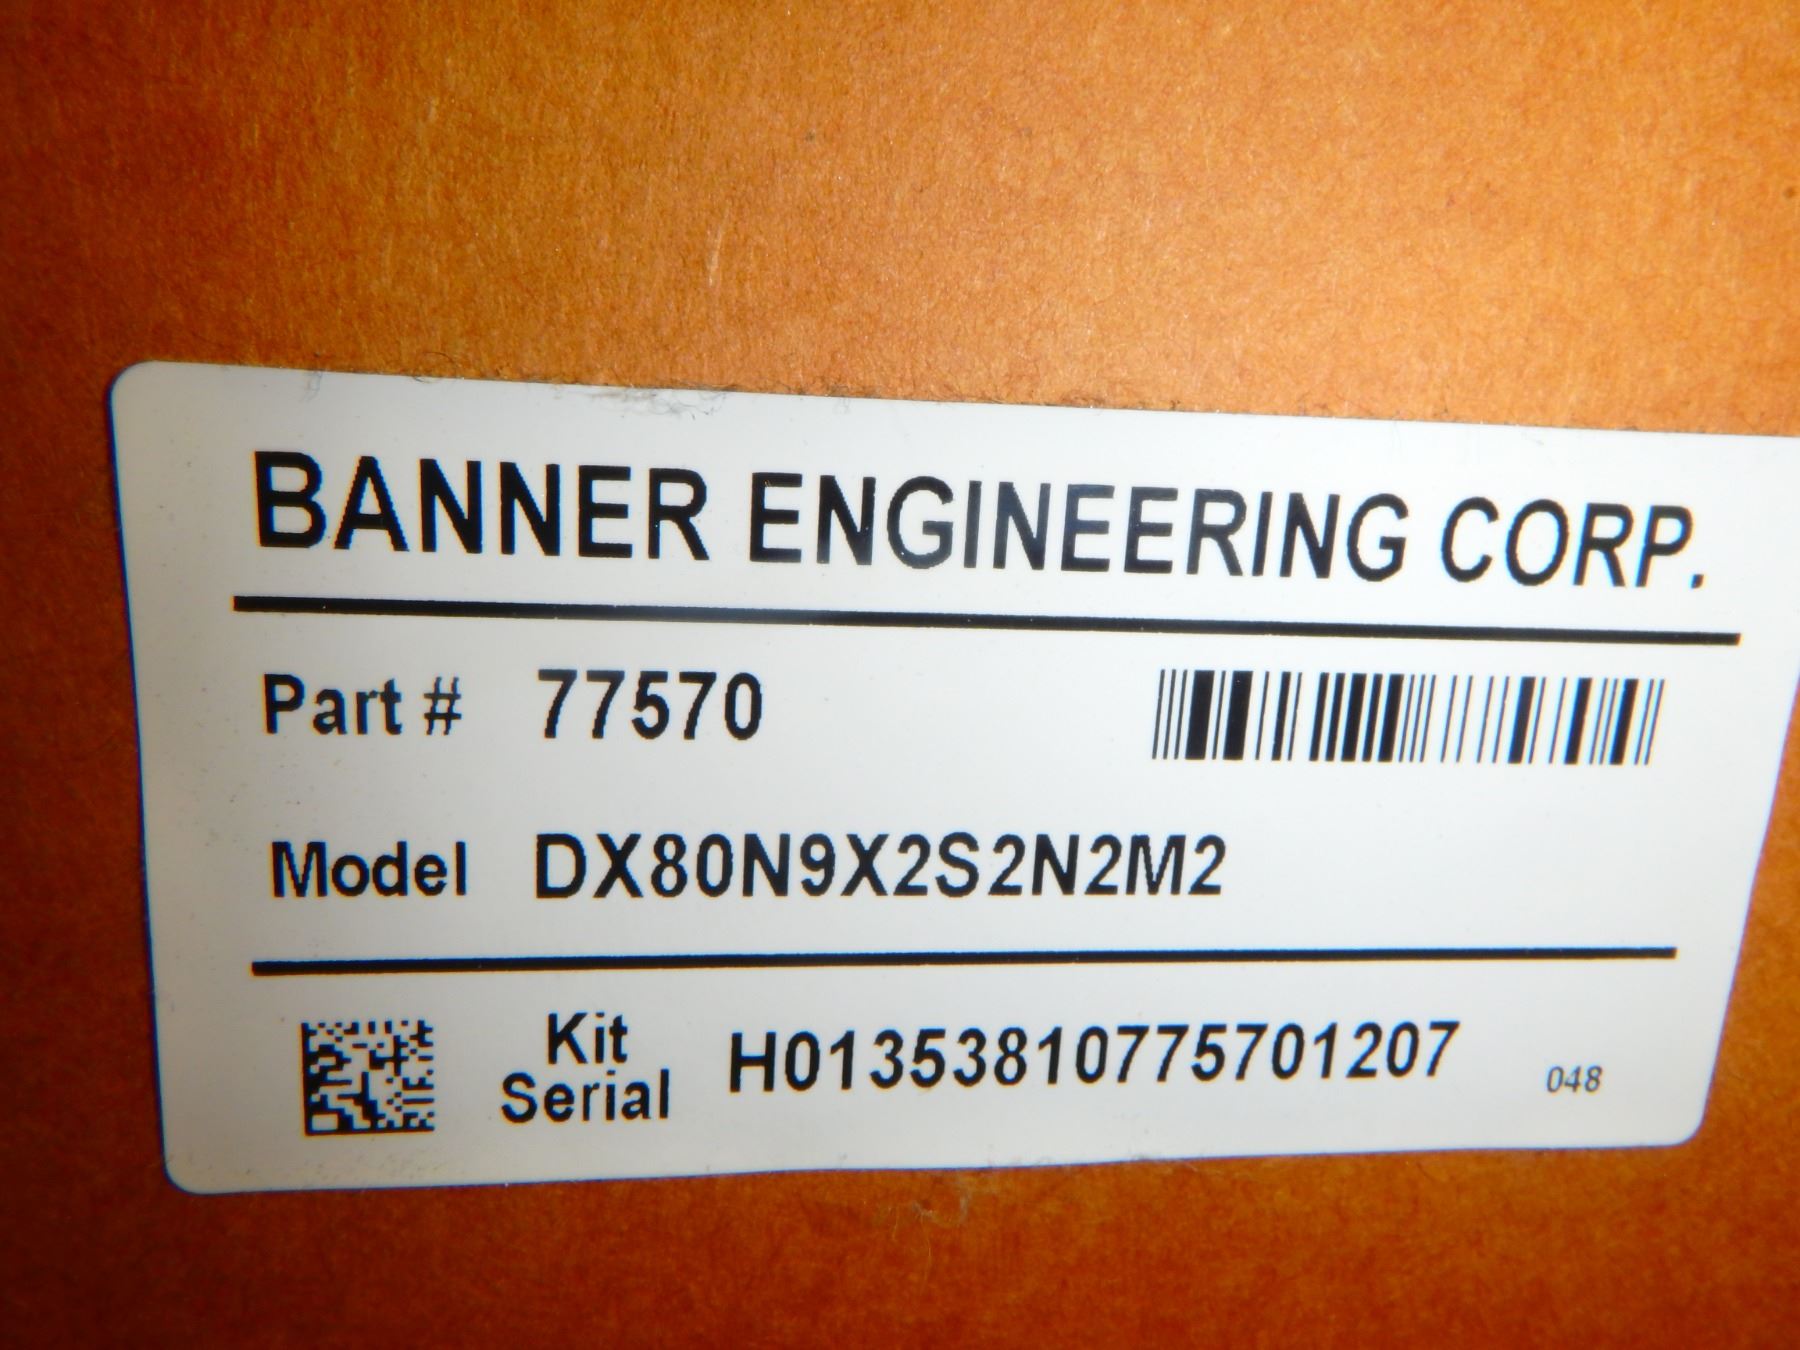 BANNER ENGINEERING CORP.
Part # 77570
Model DX80N9X2S2N2M2
Kit Serial H01353810775701207 048